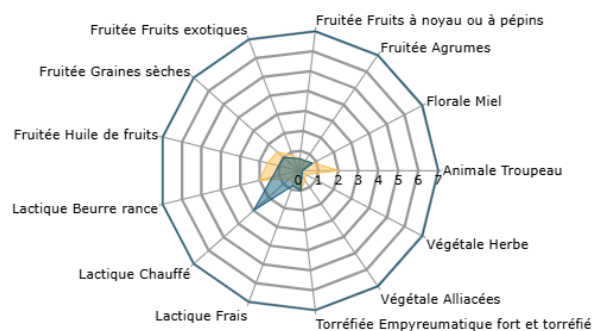 Fruitée Fruits à noyau ou à pépins
Fruitée Fruits exotiques
Fruitée Agrumes
Fruitée Graines sèches
Florale Miel
Fruitée Huile de fruits
Animale Troupeau
0 1 2 3 4 5 6 7
Lactique Beurre rance
Végétale Herbe
Lactique Chauffé
Végétale Alliacées
Lactique Frais
Torréfiée Empyreumatique fort et torréfié